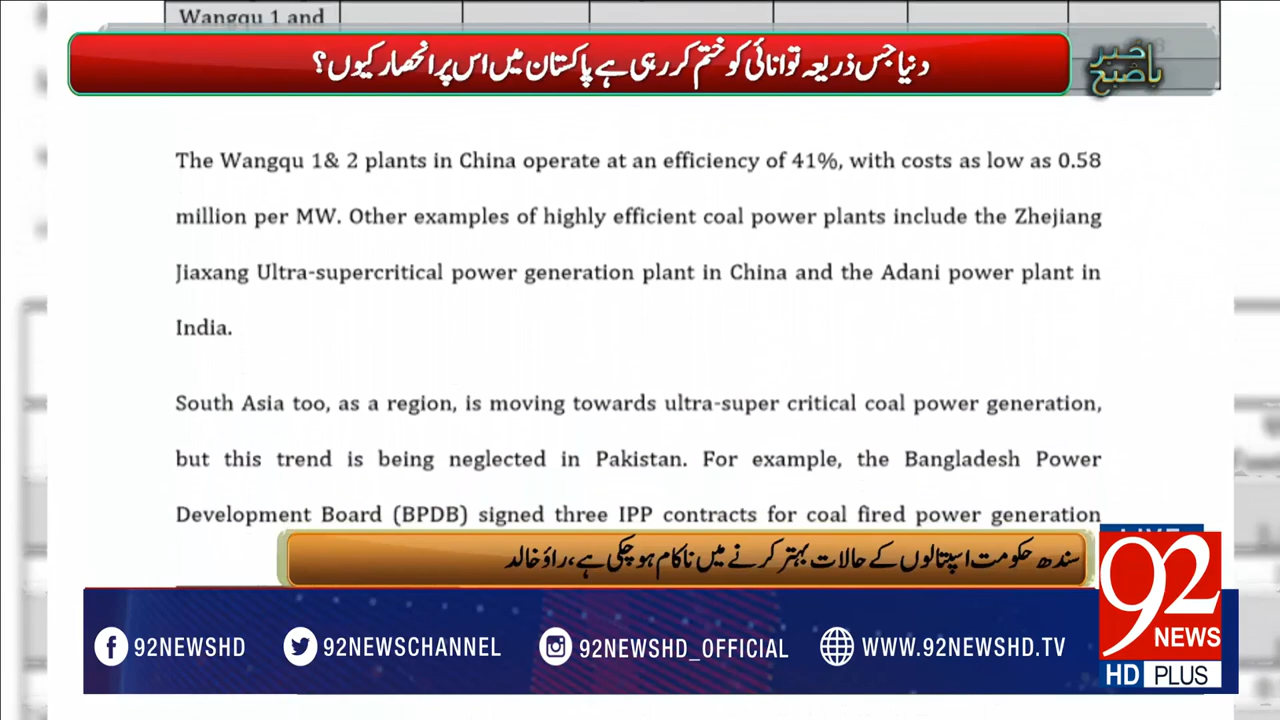 Wangqu 1 and
دنیا جس ذریعہ توانائی کو ختم کر رہی ہے پاکستان میں اس پر انحصار کیوں؟
باخبر صبح
The Wangqu 1& 2 plants in China operate at an efficiency of 41%, with costs as low as 0.58
million per MW. Other examples of highly efficient coal power plants include the Zhejiang
Jiaxang Ultra-supercritical power generation plant in China and the Adani power plant in
India.
South Asia too, as a region, is moving towards ultra-super critical coal power generation,
but this trend is being neglected in Pakistan. For example, the Bangladesh Power
Development Board (BPDB) signed three IPP contracts for coal fired power generation
سندھ حکومت اسپتالوں کے حالات بہتر کرنے میں ناکام ہو چکی ہے، راؤ خالد
92NEWSHD
92NEWSCHANNEL
92NEWSHD_OFFICIAL
WWW.92NEWSHD.TV
92
NEWS
HD PLUS